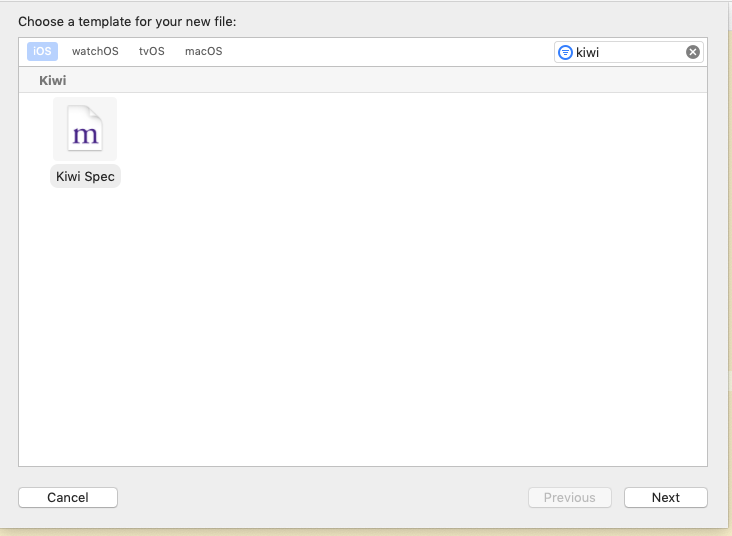 Choose a template for your new file:
iOS watchOS tvOS macOS kiwi
Kiwi
m
Kiwi Spec
Cancel Previous Next